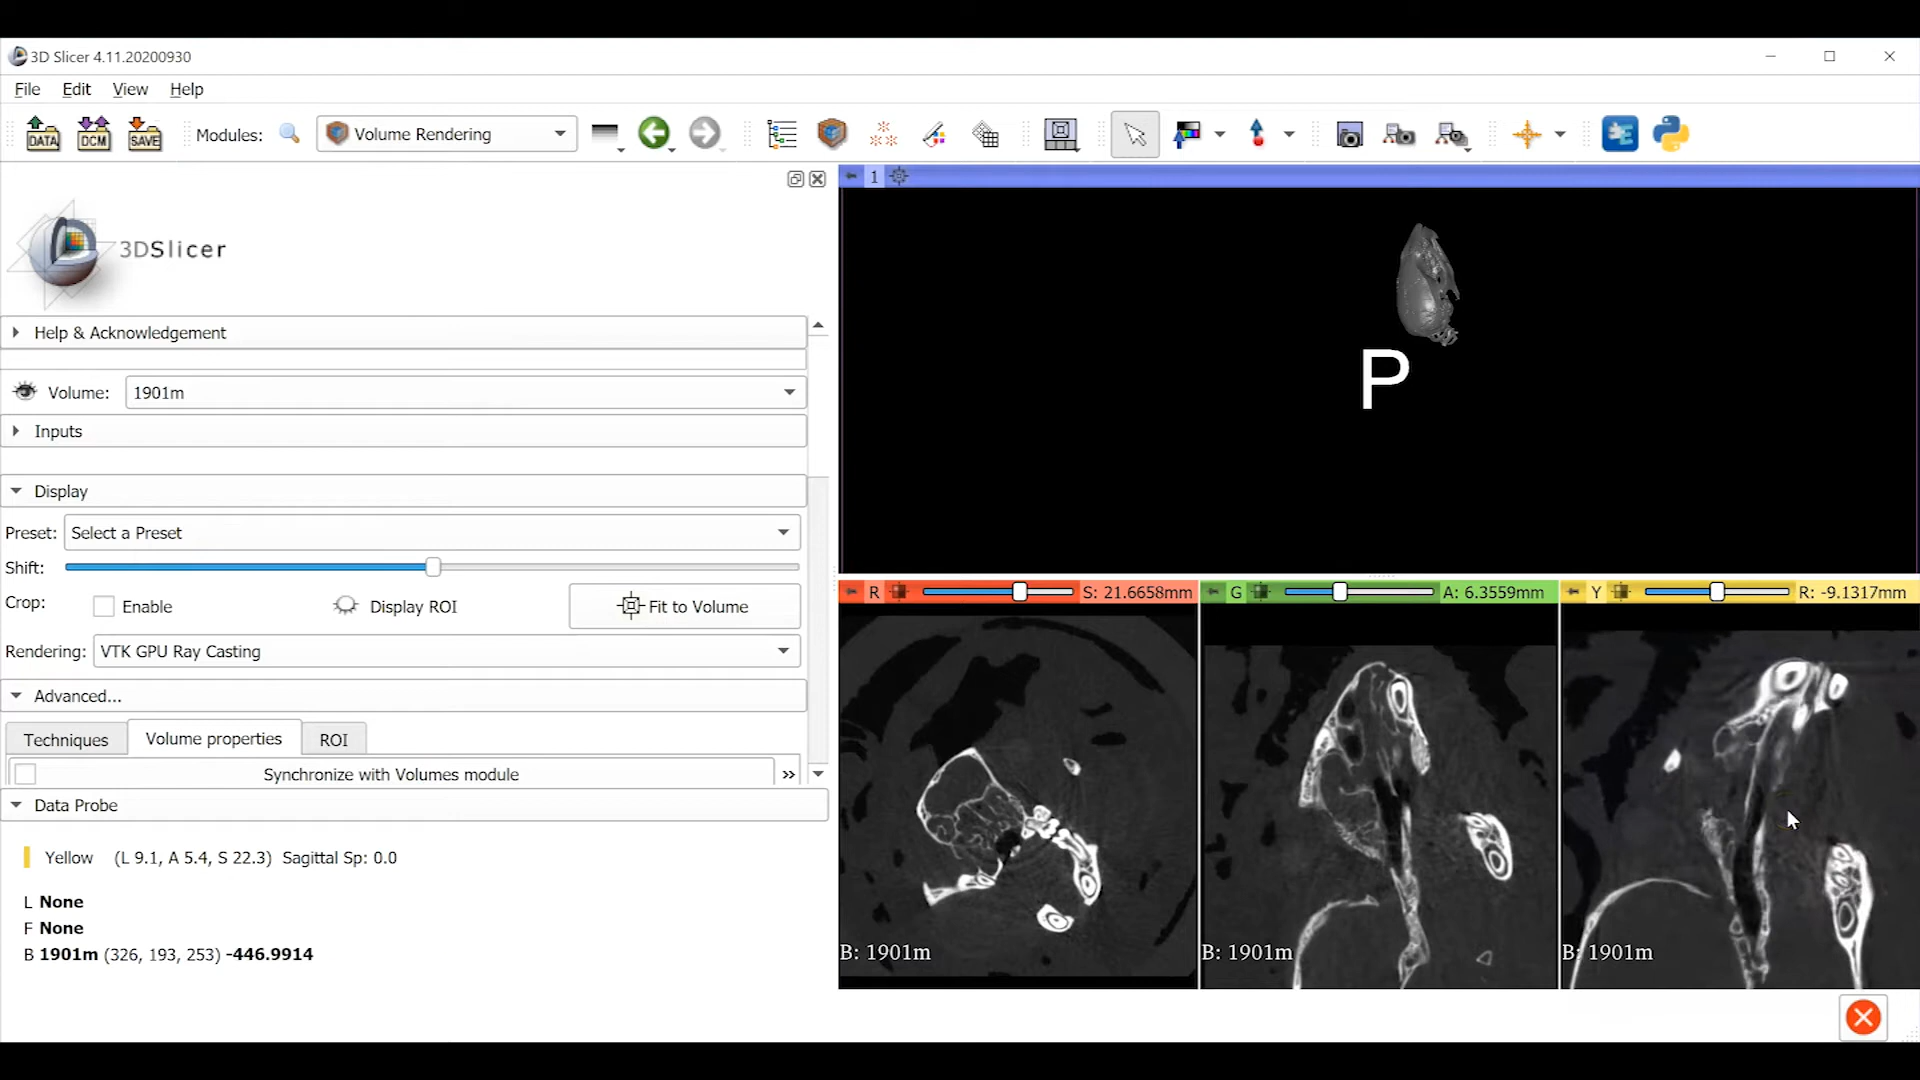 3D Slicer 4.11.20200930
File Edit View Help
DATA DCM SAVE Modules: Volume Rendering
1
3DSlicer
Help & Acknowledgement
Volume: 1901m
Inputs
Display
Preset: Select a Preset
Shift:
Crop: Enable Display ROI Fit to Volume
Rendering: VTK GPU Ray Casting
Advanced...
Techniques Volume properties ROI
Synchronize with Volumes module »
Data Probe
Yellow (L 9.1, A 5.4, S 22.3) Sagittal Sp: 0.0
L None
F None
B 1901m (326, 193, 253) -446.9914
P
R S: 21.6658mm
G A: 6.3559mm
Y R: -9.1317mm
B: 1901m
B: 1901m
B: 1901m